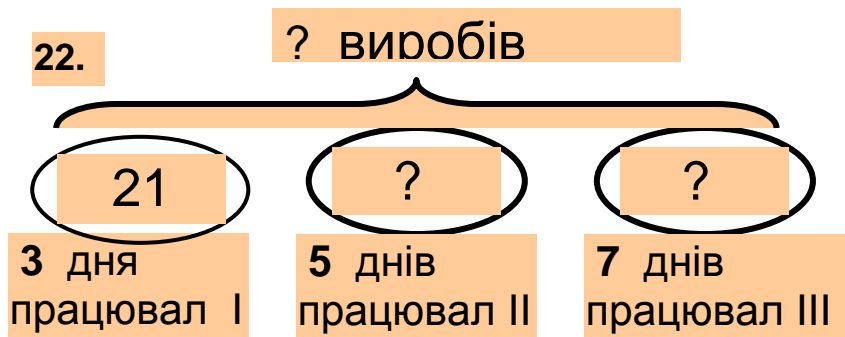 ? виробів
22.
21
?
?
3 дня
працювал I
5 днів
працювал II
7 днів
працювал III